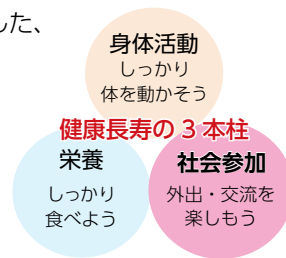 した、
身体活動
しっかり
体を動かそう
健康長寿の3本柱
栄養
しっかり
食べよう
社会参加
外出・交流を
楽しもう